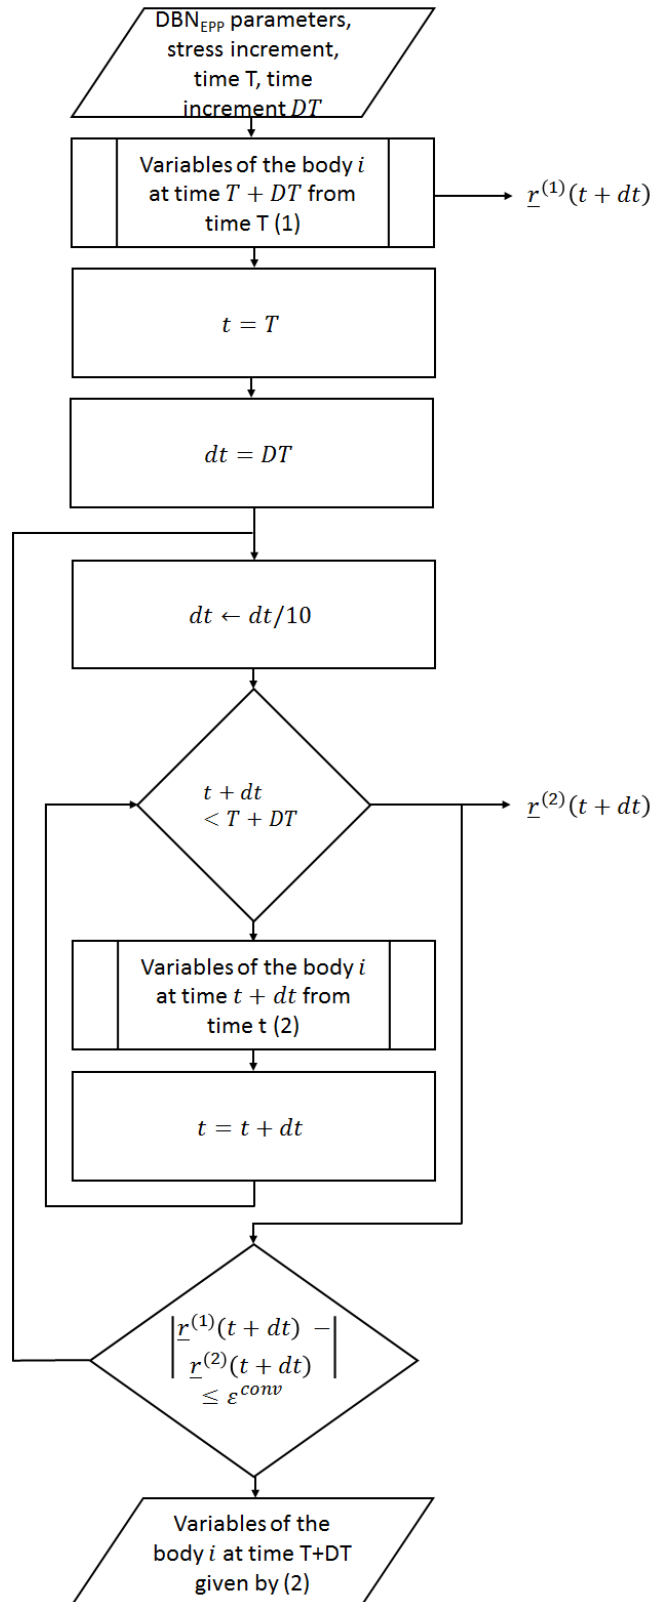 DBN_EPP parameters,
stress increment,
time T, time
increment DT
Variables of the body i
at time T + DT from
time T (1)
r^(1)(t + dt)
t = T
dt = DT
dt ← dt/10
t + dt
< T + DT
r^(2)(t + dt)
Variables of the body i
at time t + dt from
time t (2)
t = t + dt
|r^(1)(t + dt) −
r^(2)(t + dt)|
≤ ε^conv
Variables of the
body i at time T+DT
given by (2)